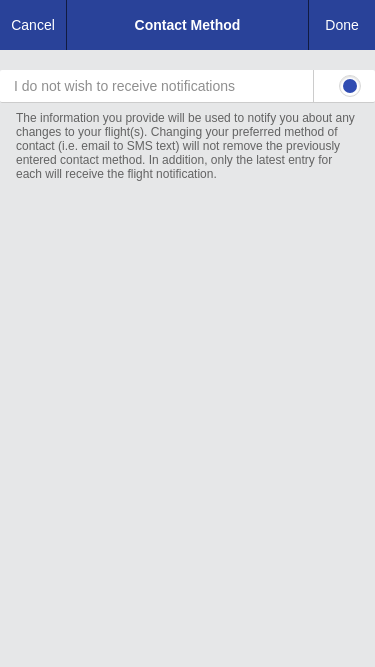 Cancel
Contact Method
Done
I do not wish to receive notifications
The information you provide will be used to notify you about any
changes to your flight(s). Changing your preferred method of
contact (i.e. email to SMS text) will not remove the previously
entered contact method. In addition, only the latest entry for
each will receive the flight notification.